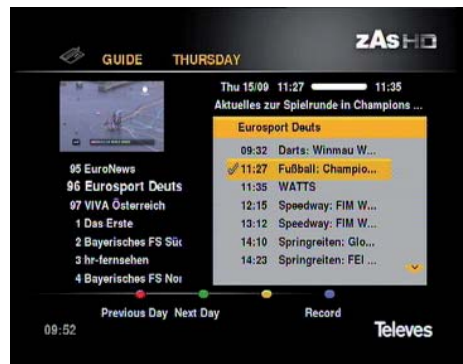 zAs HD
GUIDE THURSDAY
Thu 15/09 11:27 11:35
Aktuelles zur Spielrunde in Champions ...
Eurosport Deuts
09:32 Darts: Winmau W...
11:27 Fußball: Champio...
11:35 WATTS
12:15 Speedway: FIM W...
13:12 Speedway: FIM W...
14:10 Springreiten: Glo...
14:23 Springreiten: FEI ...
95 EuroNews
96 Eurosport Deuts
97 VIVA Österreich
1 Das Erste
2 Bayerisches FS Süd
3 hr-fernsehen
4 Bayerisches FS Nor
Previous Day Next Day Record
09:52 Televes